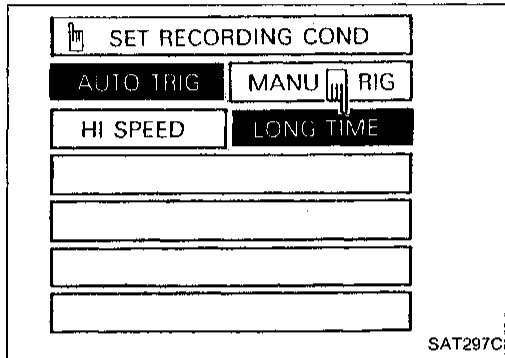 SET RECORDING COND
AUTO TRIG MANU RIG
HI SPEED LONG TIME
SAT297C